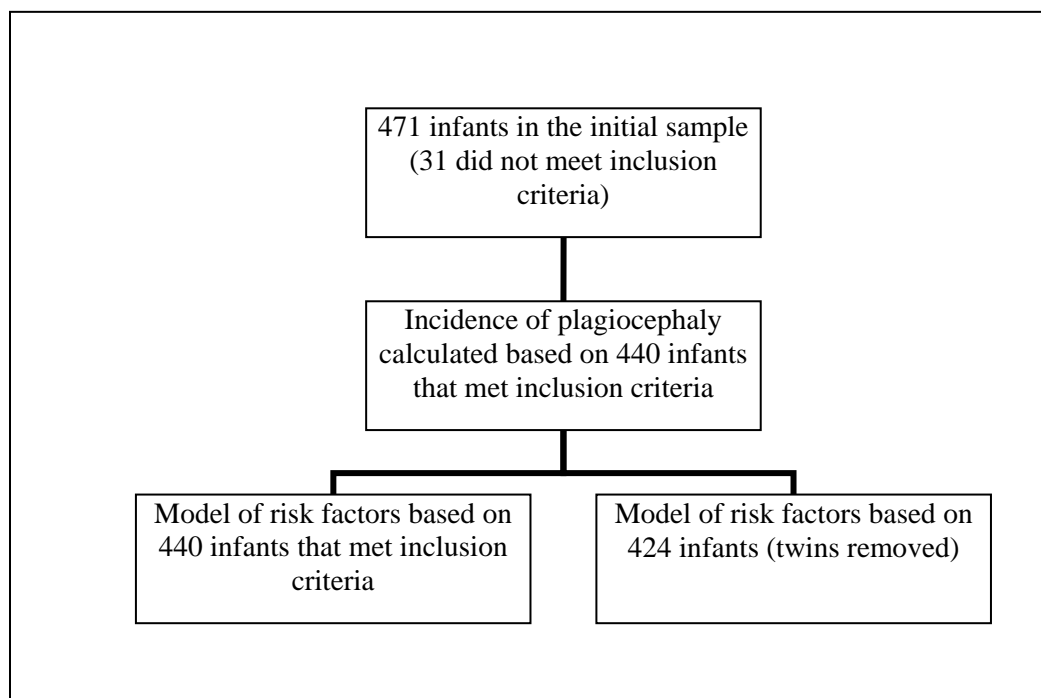 471 infants in the initial sample
(31 did not meet inclusion
criteria)
Incidence of plagiocephaly
calculated based on 440 infants
that met inclusion criteria
Model of risk factors based on
440 infants that met inclusion
criteria
Model of risk factors based on
424 infants (twins removed)